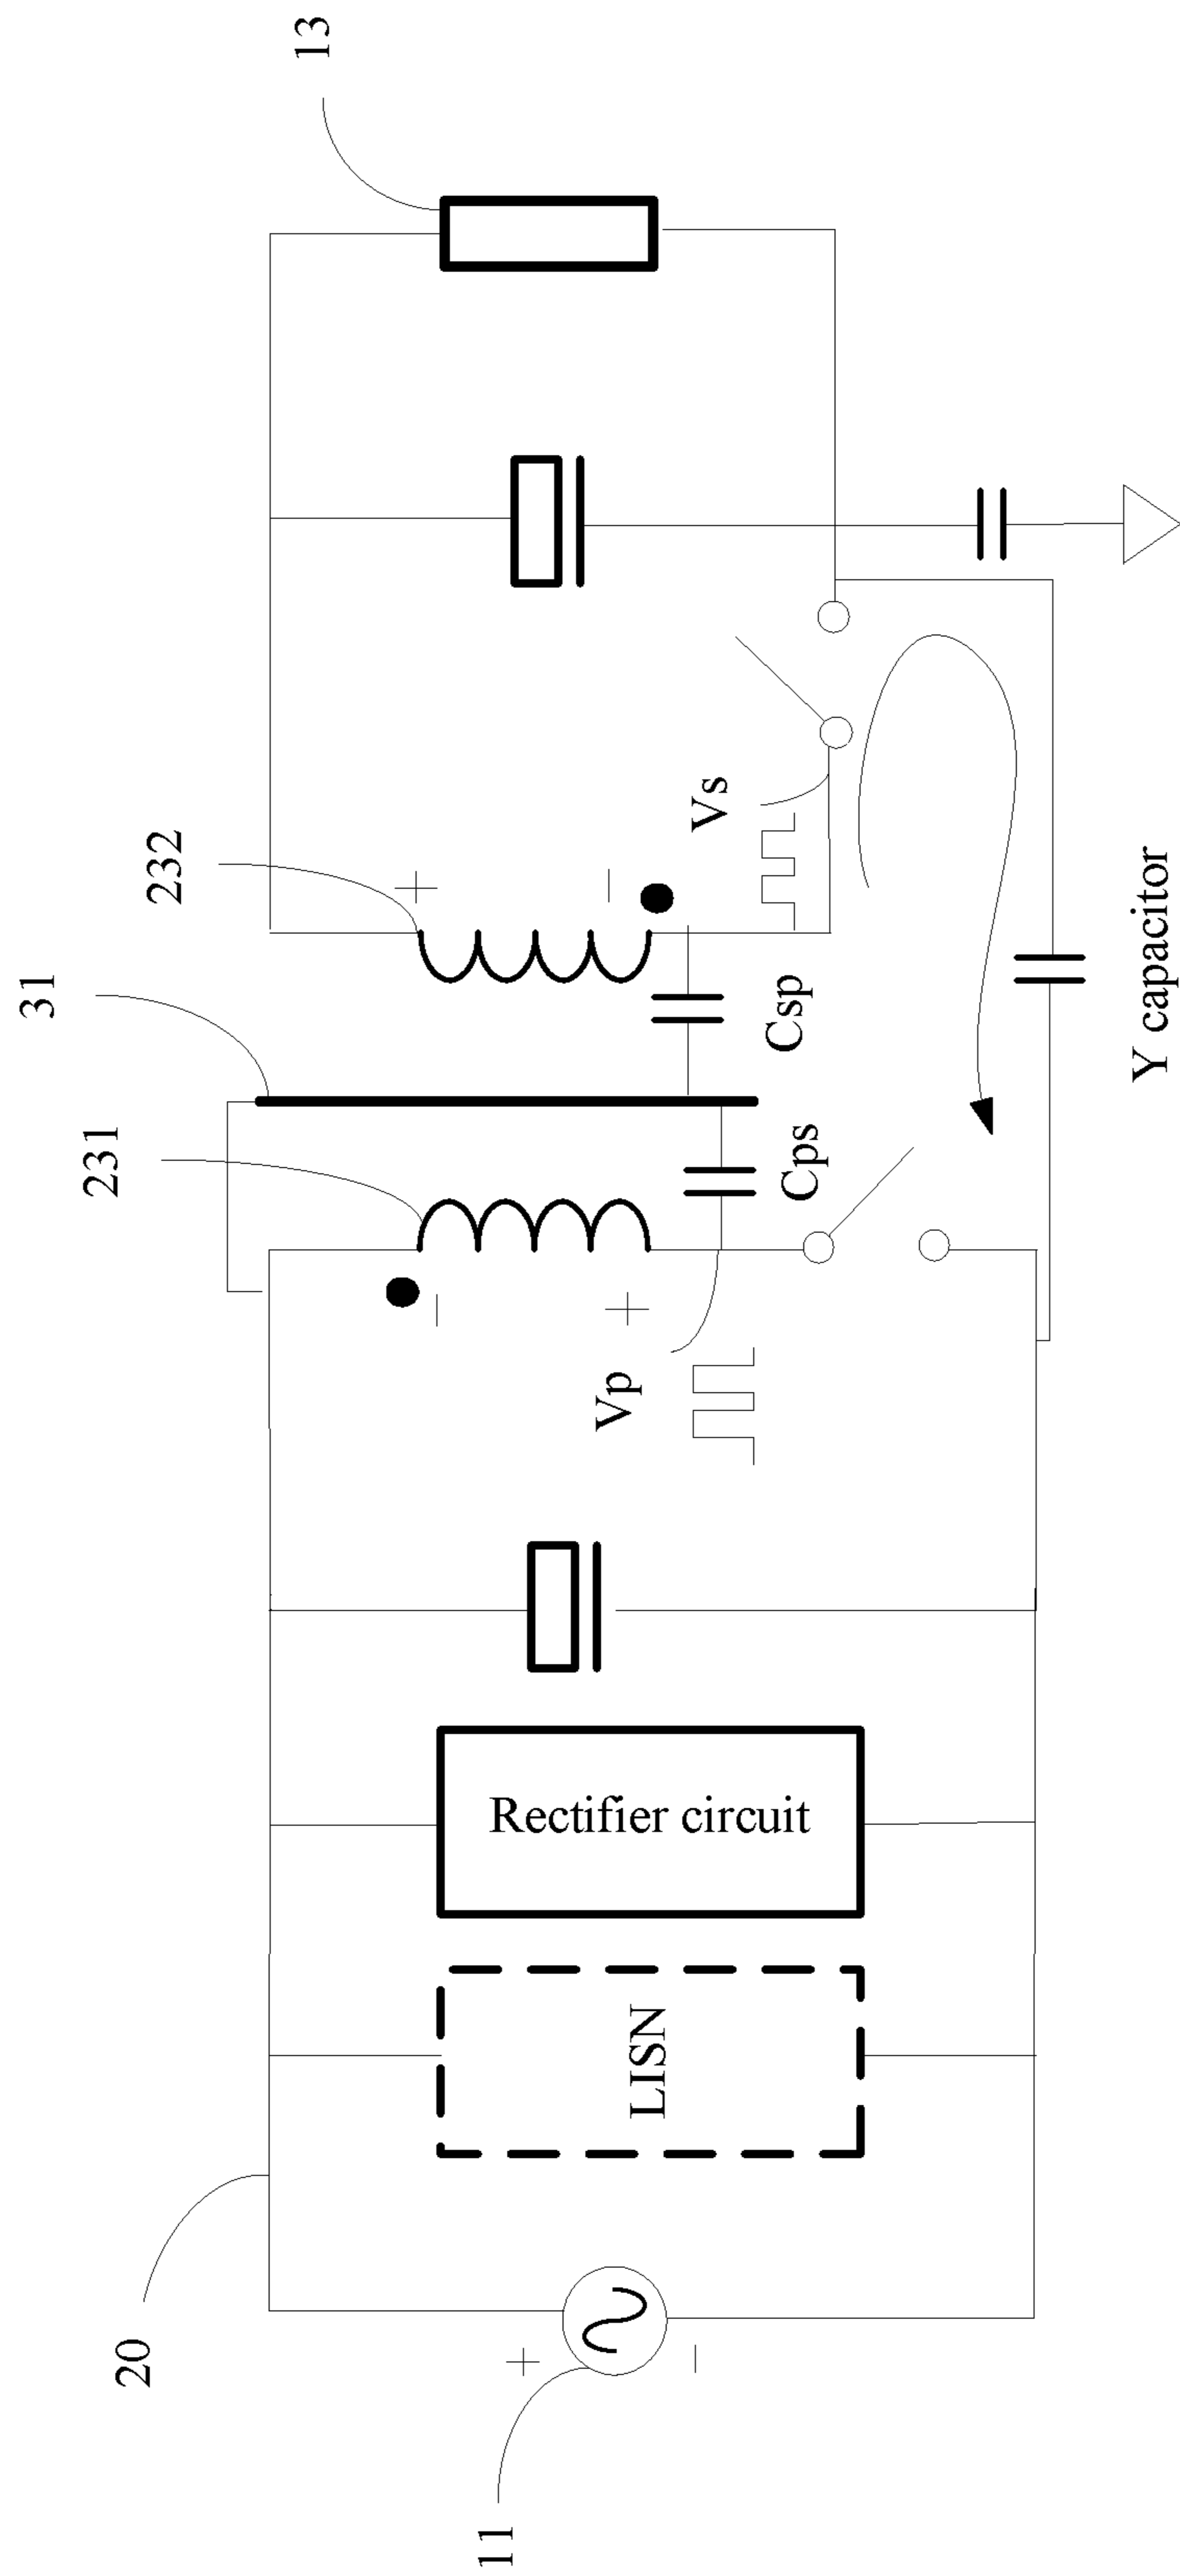 13
232
31
231
Vs
Csp
Cps
Vp
Y capacitor
Rectifier circuit
LISN
20
11